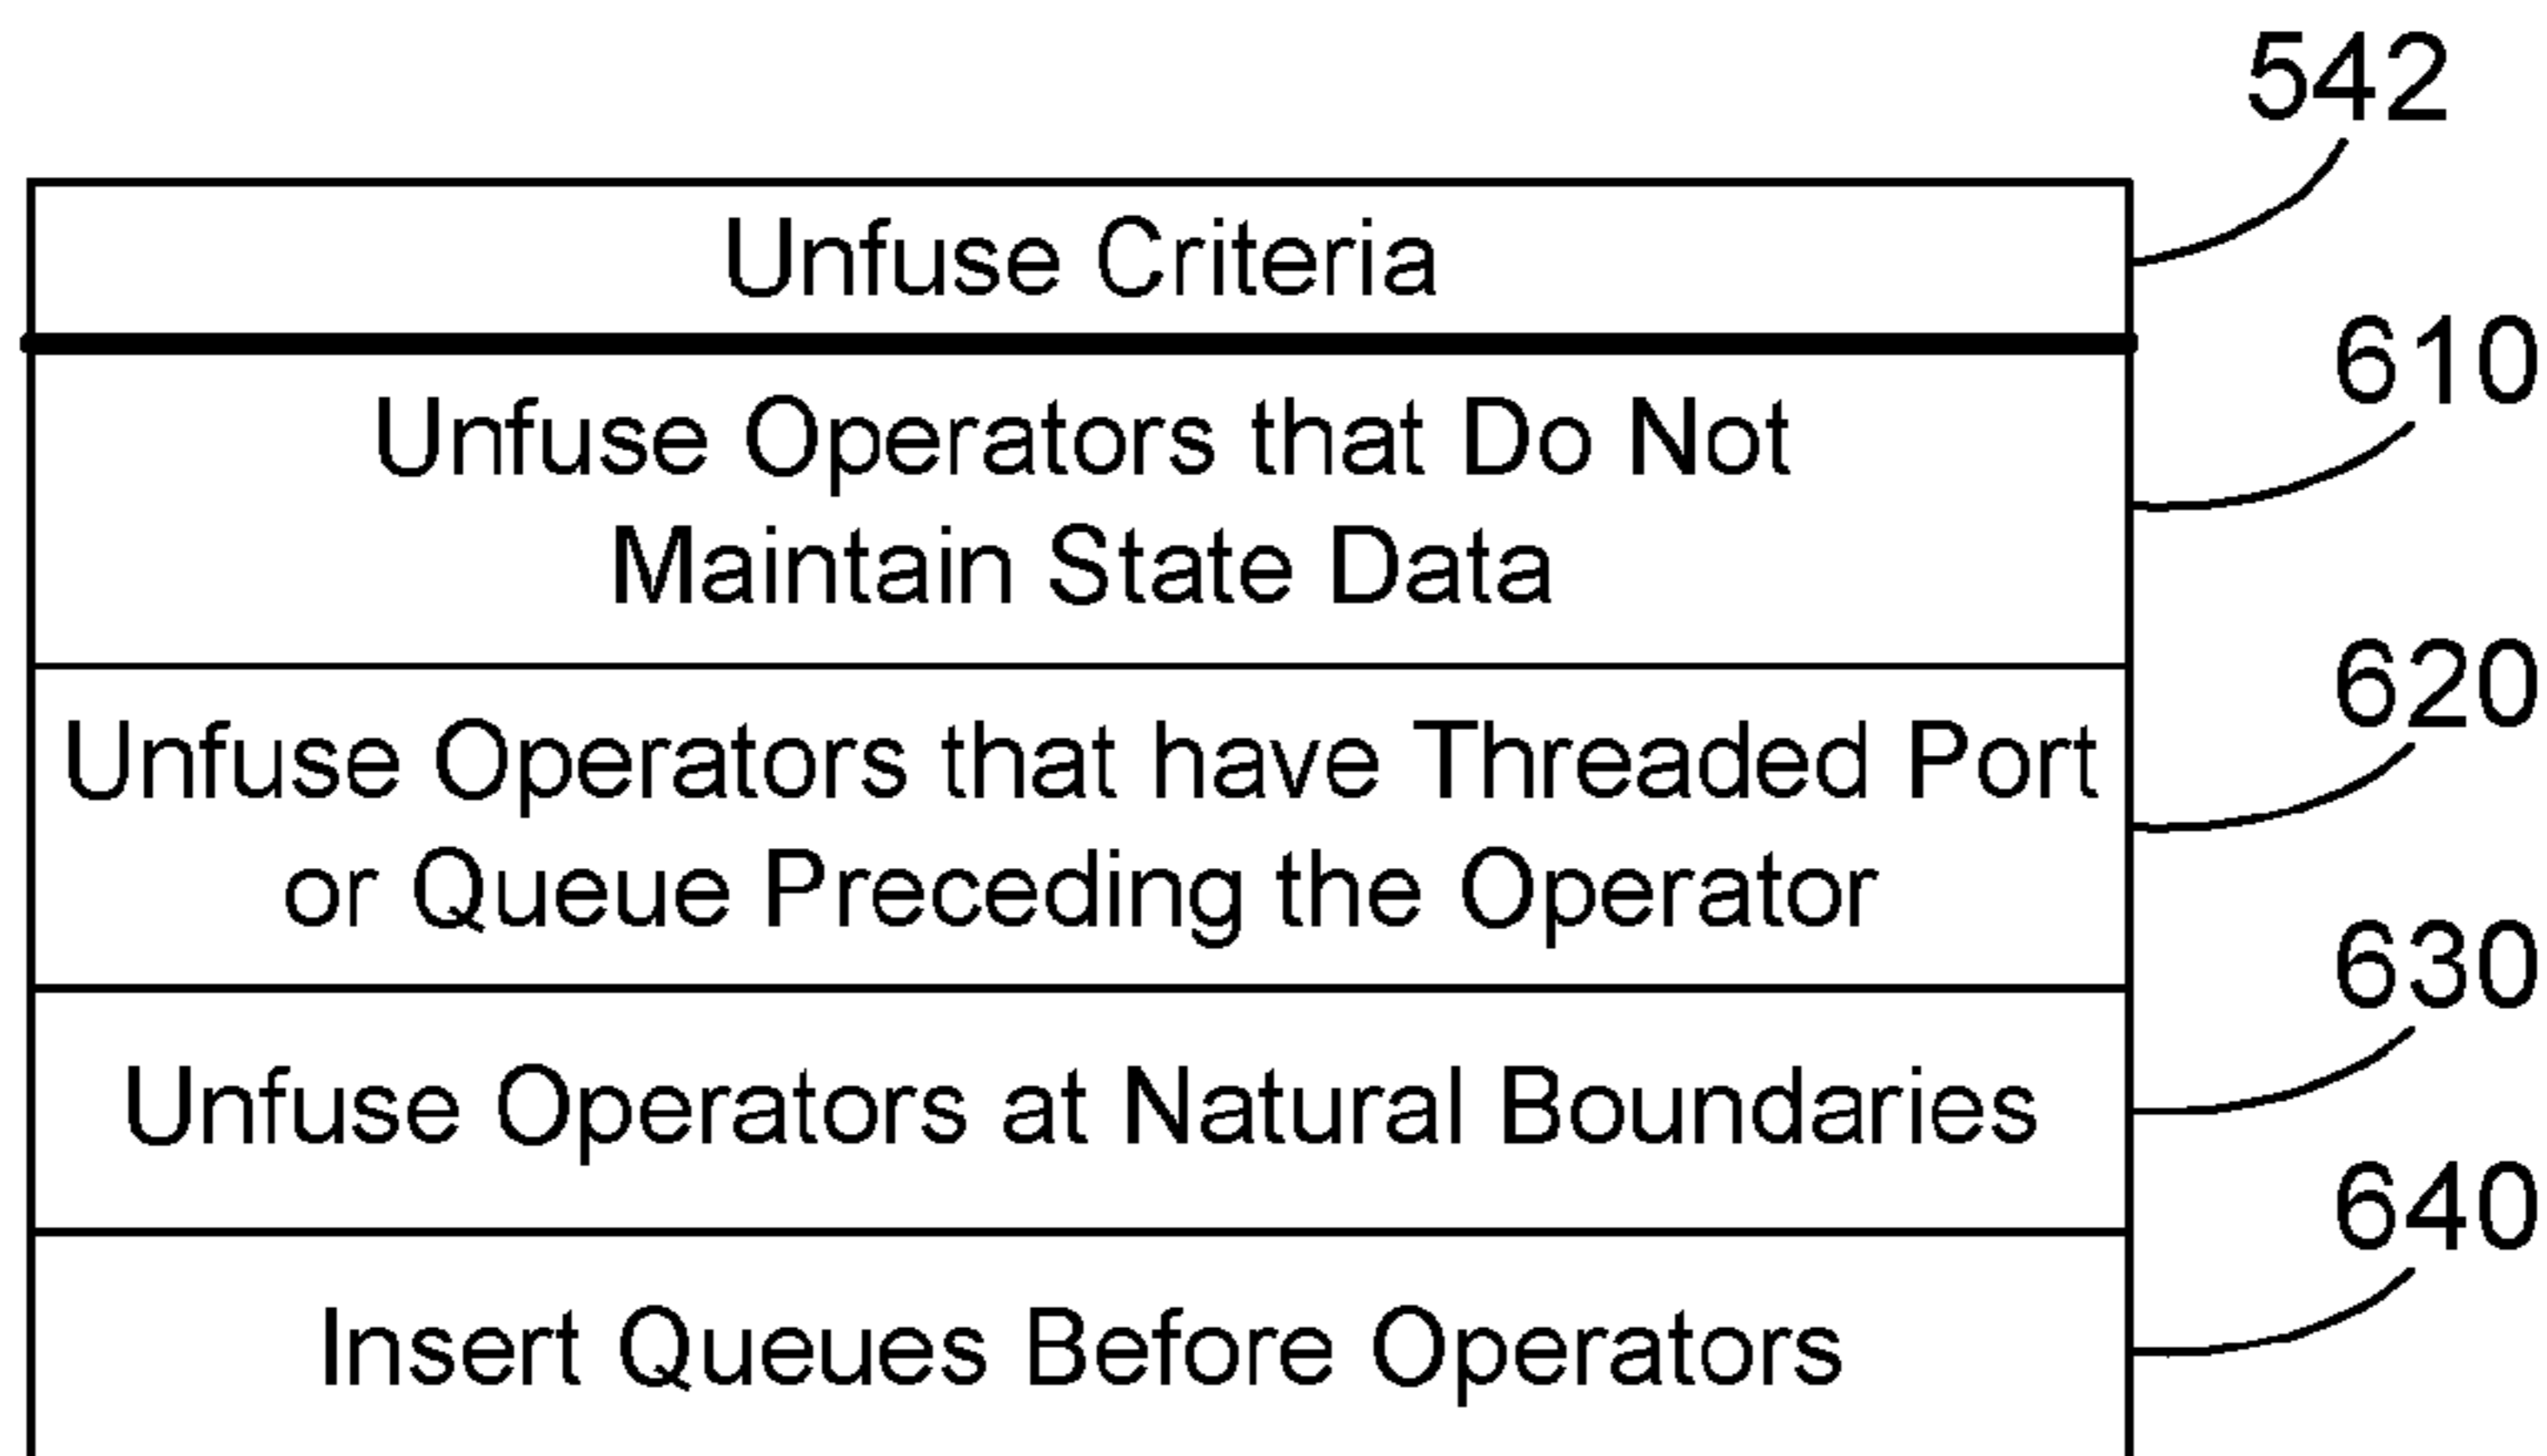 542
Unfuse Criteria
610
Unfuse Operators that Do Not
Maintain State Data
620
Unfuse Operators that have Threaded Port
or Queue Preceding the Operator
630
Unfuse Operators at Natural Boundaries
640
Insert Queues Before Operators